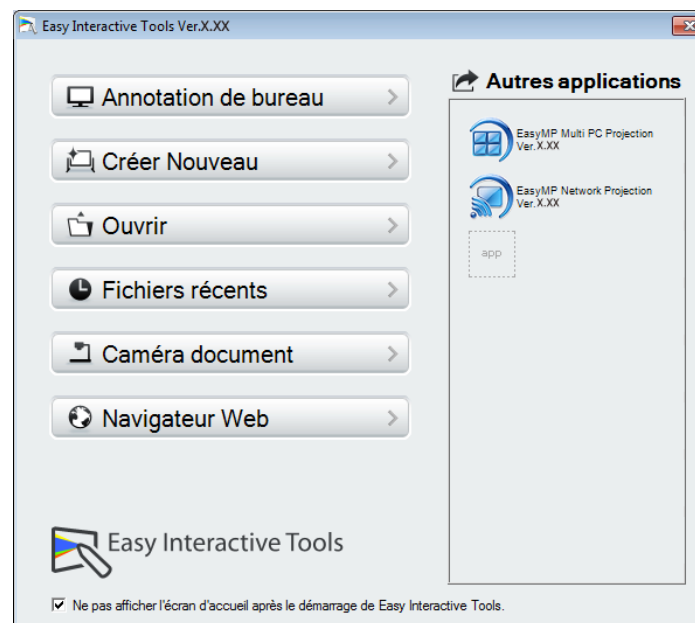 Easy Interactive Tools Ver.X.XX
Annotation de bureau
Créer Nouveau
Ouvrir
Fichiers récents
Caméra document
Navigateur Web
Autres applications
EasyMP Multi PC Projection
Ver.X.XX
EasyMP Network Projection
Ver.X.XX
app
Easy Interactive Tools
Ne pas afficher l'écran d'accueil après le démarrage de Easy Interactive Tools.